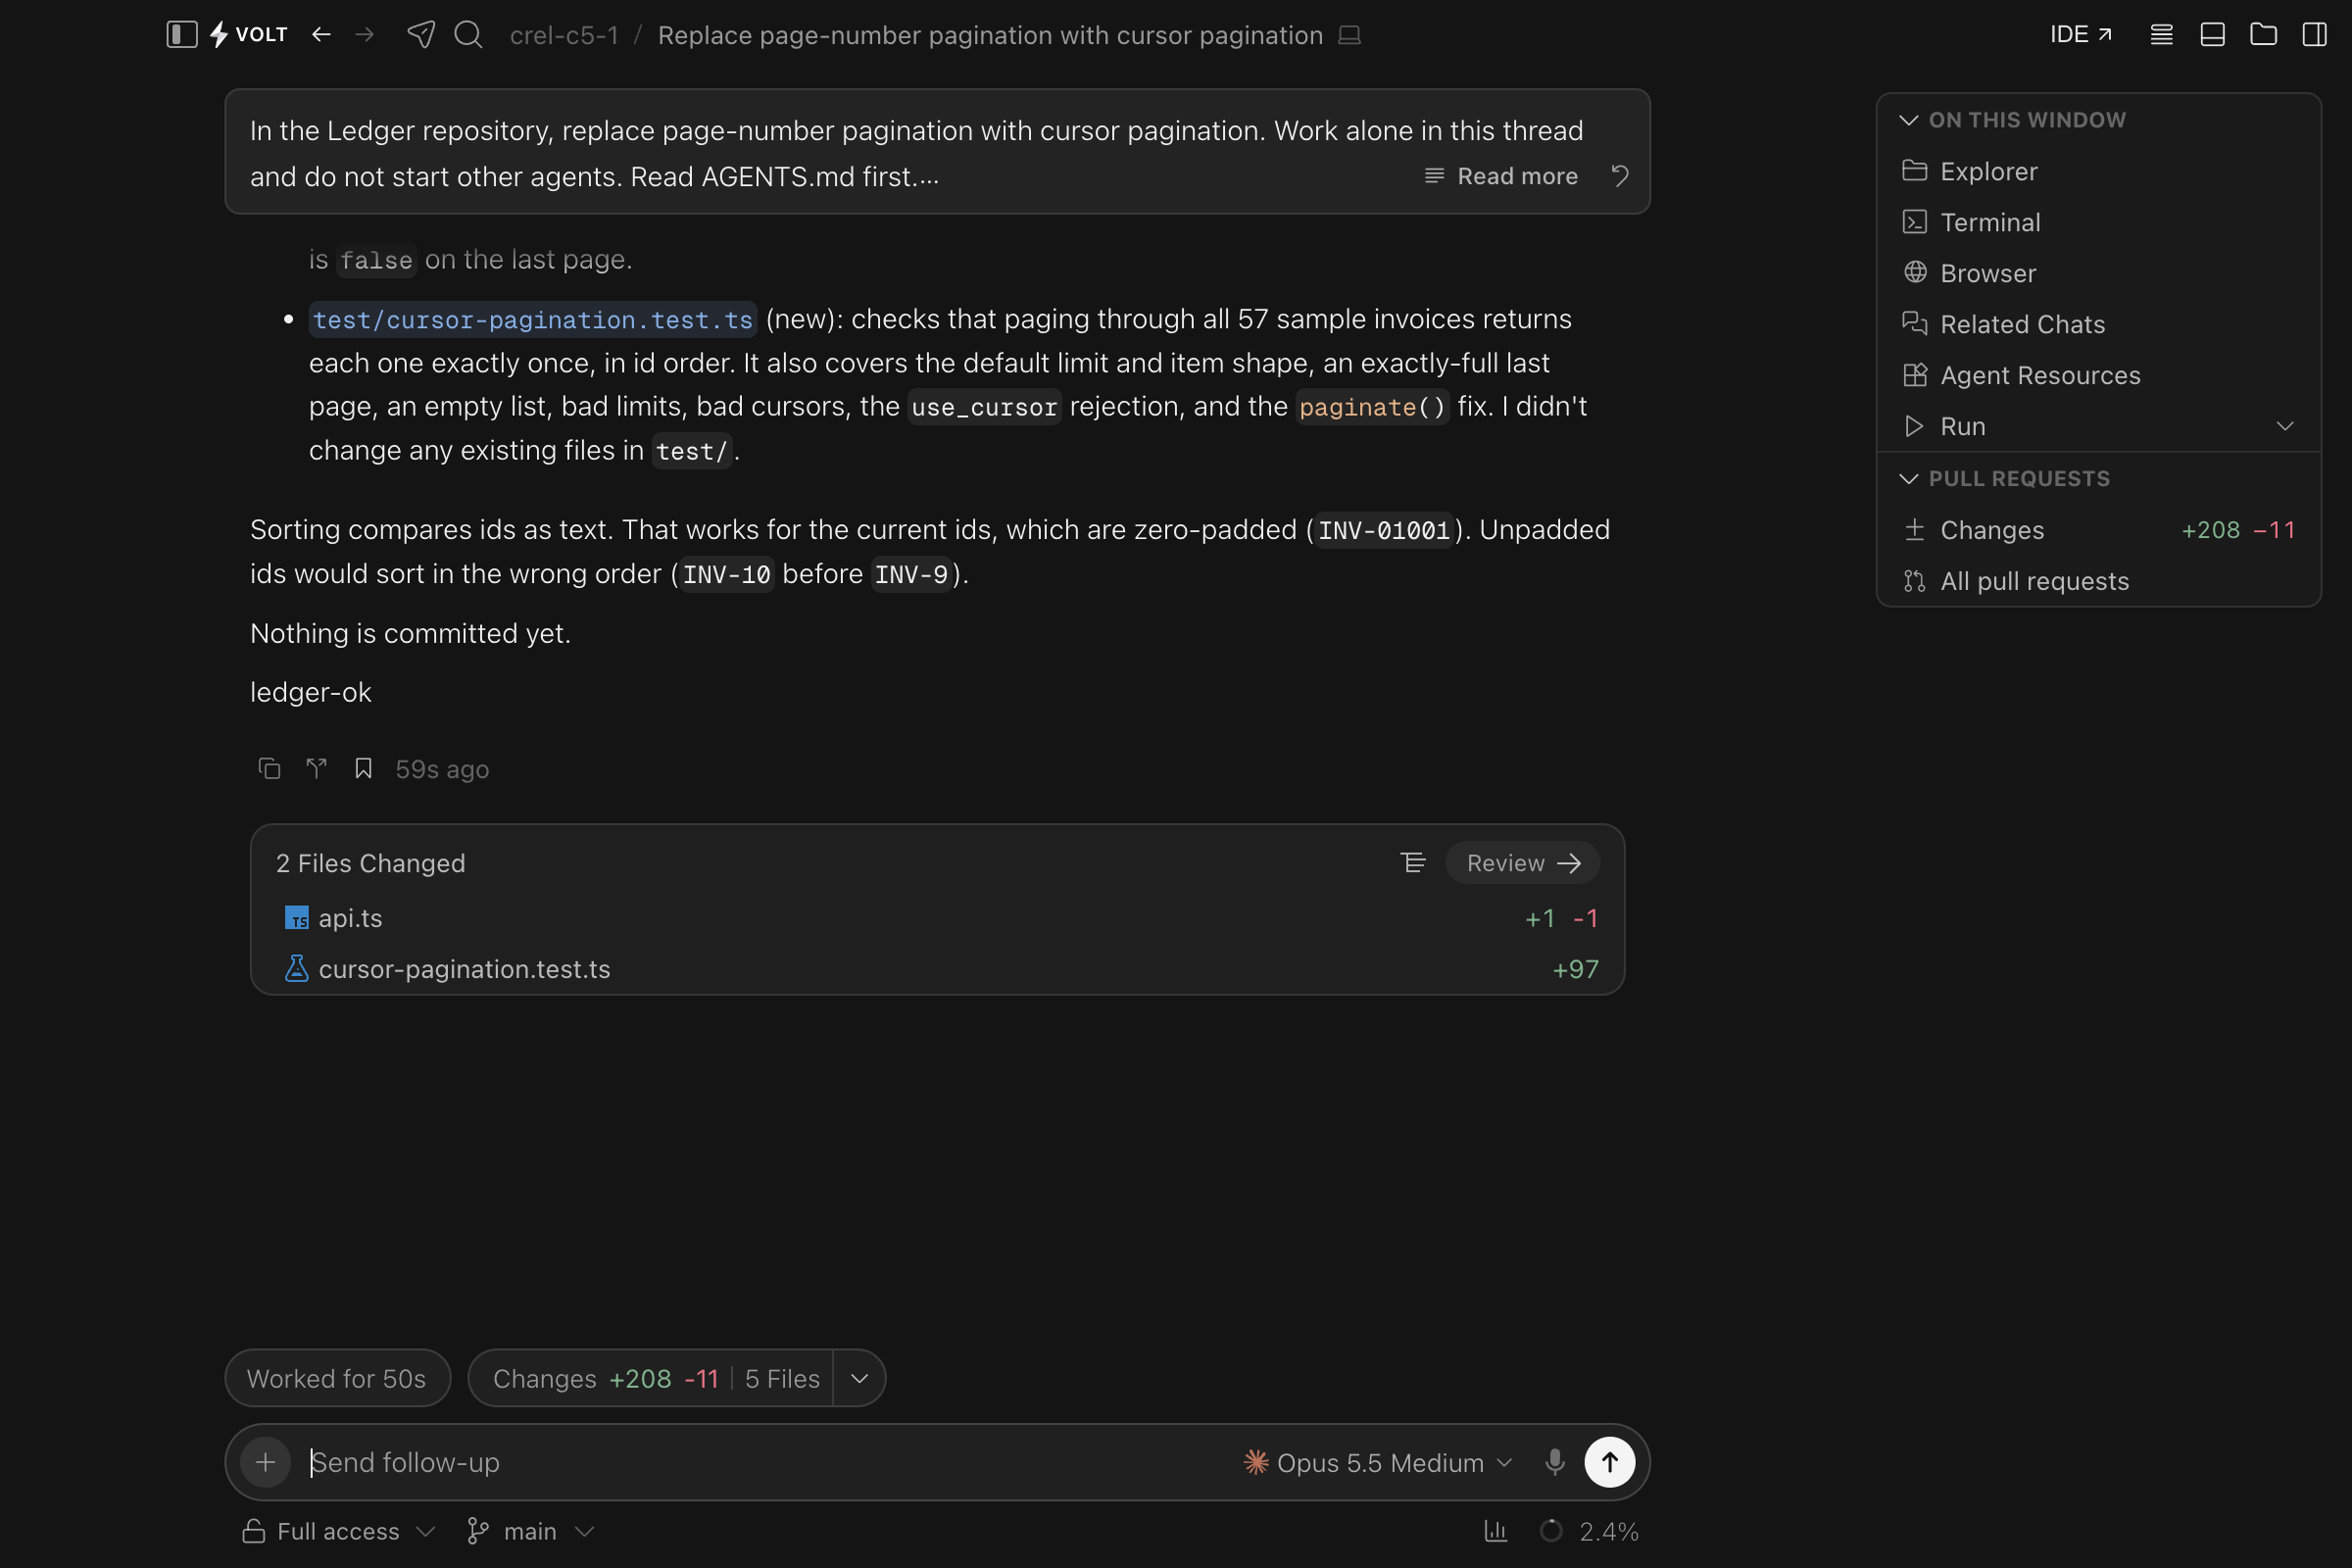 VOLT
crel-c5-1 / Replace page-number pagination with cursor pagination
IDE
In the Ledger repository, replace page-number pagination with cursor pagination. Work alone in this thread
and do not start other agents. Read AGENTS.md first.…
Read more
is false on the last page.
• test/cursor-pagination.test.ts (new): checks that paging through all 57 sample invoices returns
each one exactly once, in id order. It also covers the default limit and item shape, an exactly-full last
page, an empty list, bad limits, bad cursors, the use_cursor rejection, and the paginate() fix. I didn't
change any existing files in test/.
Sorting compares ids as text. That works for the current ids, which are zero-padded (INV-01001). Unpadded
ids would sort in the wrong order (INV-10 before INV-9).
Nothing is committed yet.
ledger-ok
59s ago
2 Files Changed
Review
TS api.ts +1 -1
cursor-pagination.test.ts +97
Worked for 50s
Changes +208 -11 5 Files
Send follow-up
Opus 5.5 Medium
Full access
main
2.4%
ON THIS WINDOW
Explorer
Terminal
Browser
Related Chats
Agent Resources
Run
PULL REQUESTS
Changes +208 −11
All pull requests